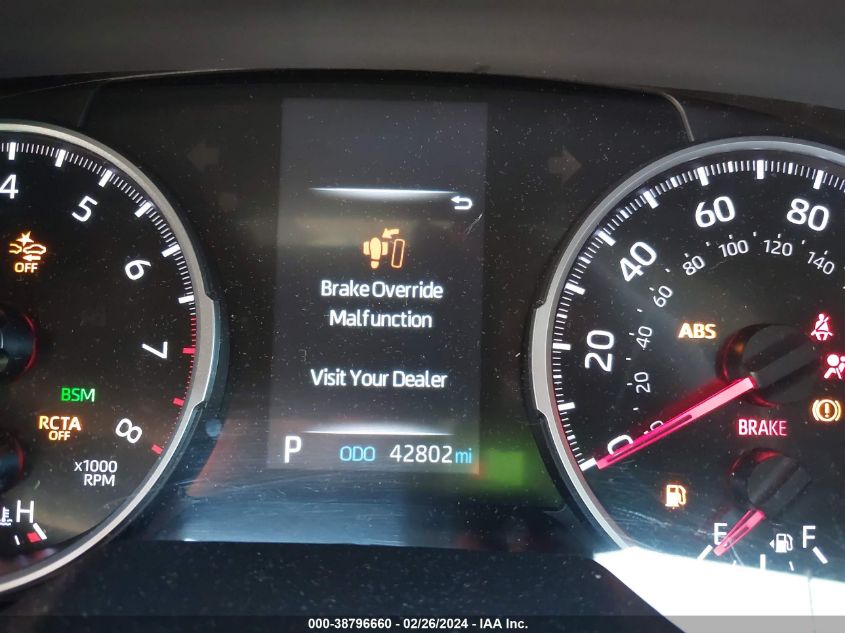 4
5
6
7
8
x1000
RPM
OFF
BSM
RCTA
OFF
H
Brake Override
Malfunction
Visit Your Dealer
P ODO 42802 mi
0
20
40
60
80
20
40
60
80
100
120
140
ABS
BRAKE
E
F
000-38796660 - 02/26/2024 - IAA Inc.